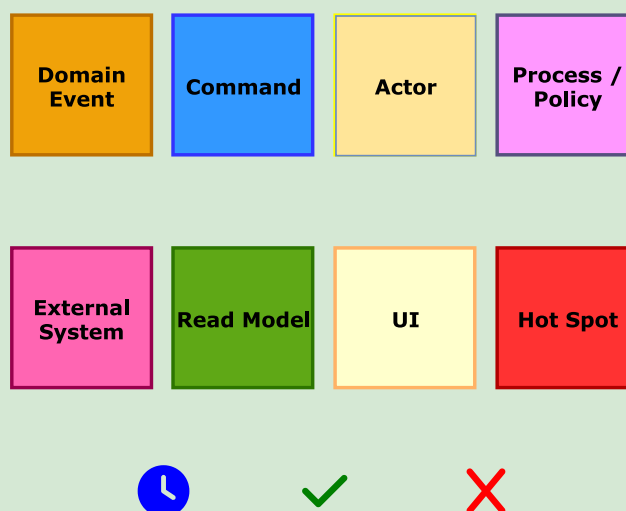 Domain
Event
Command
Actor
Process /
Policy
External
System
Read Model
UI
Hot Spot